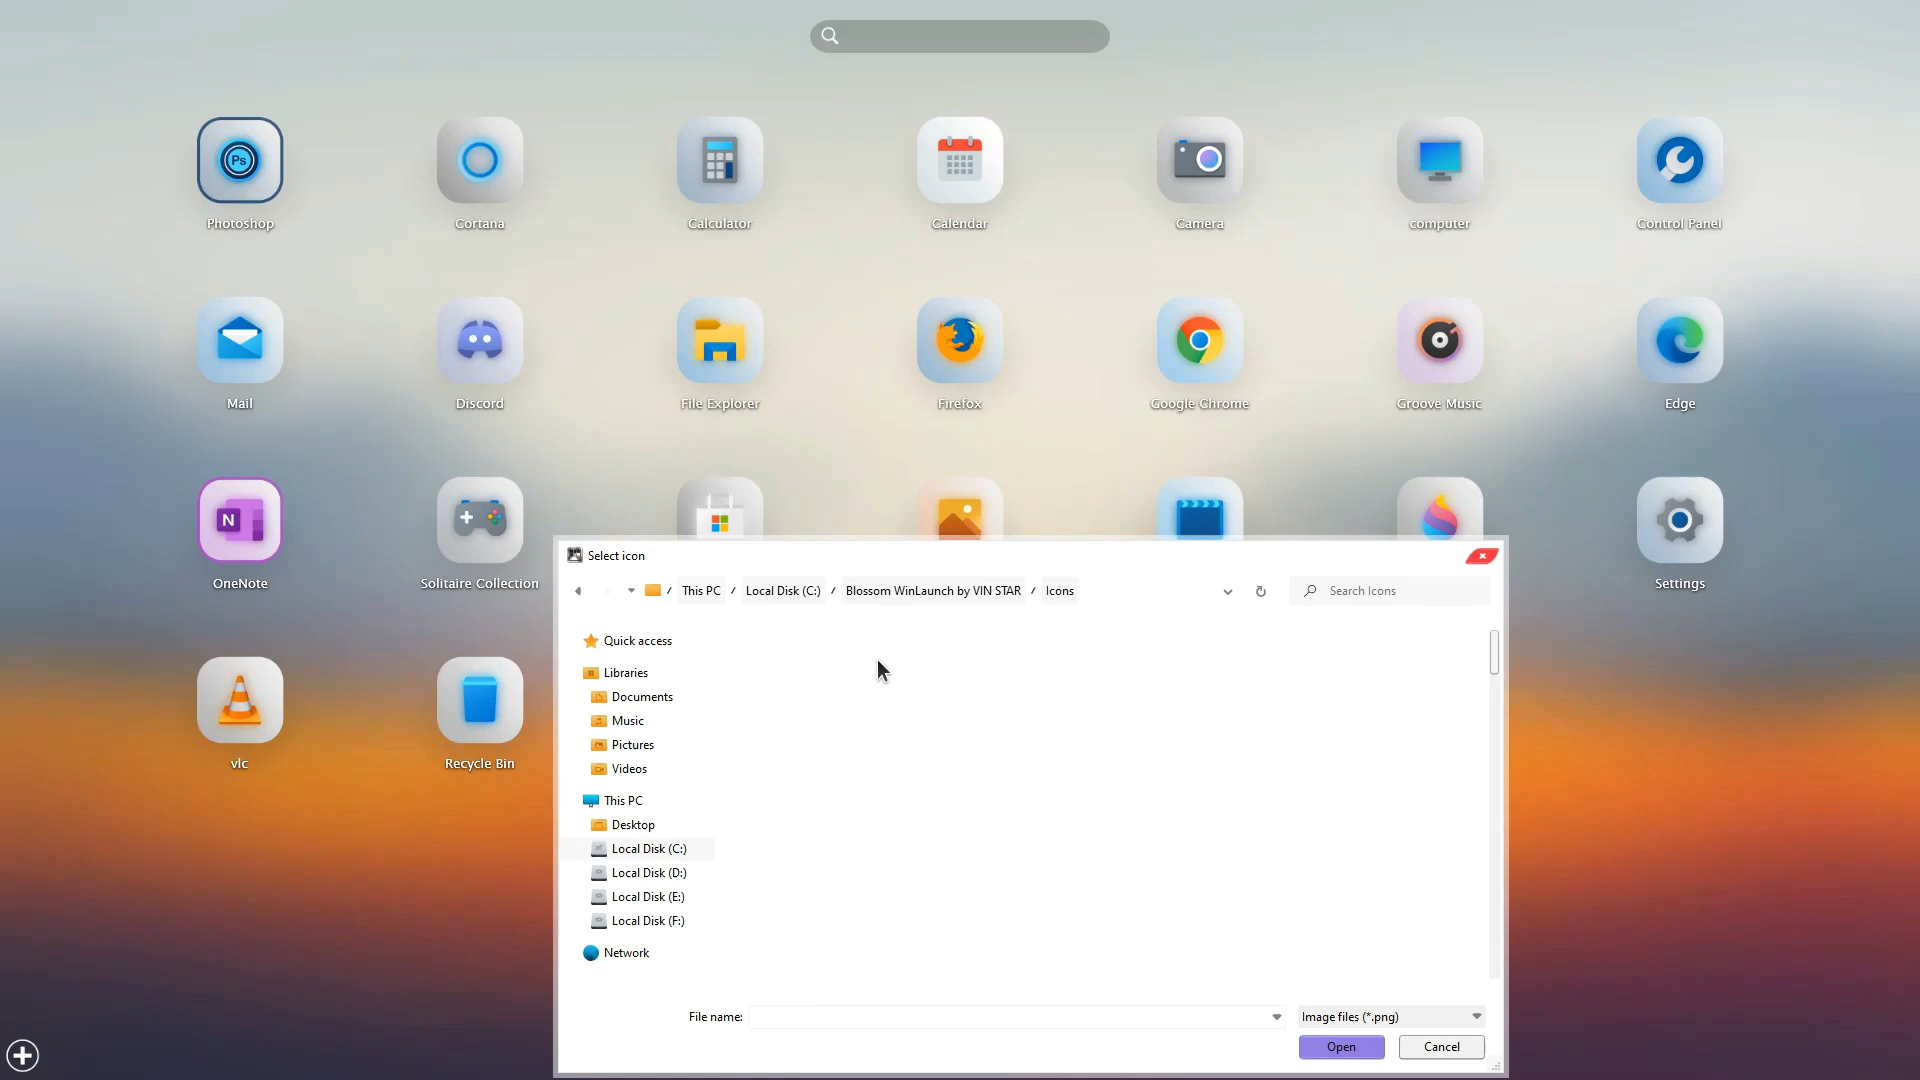 Ps
Photoshop
Cortana
Calculator
Calendar
Camera
computer
Control Panel
Mail
Discord
File Explorer
Firefox
Google Chrome
Groove Music
Edge
N
OneNote
Solitaire Collection
Settings
vlc
Recycle Bin
Select icon
/ This PC / Local Disk (C:) / Blossom WinLaunch by VIN STAR / Icons
Search Icons
Quick access
Libraries
Documents
Music
Pictures
Videos
This PC
Desktop
Local Disk (C:)
Local Disk (D:)
Local Disk (E:)
Local Disk (F:)
Network
File name:
Image files (*.png)
Open
Cancel